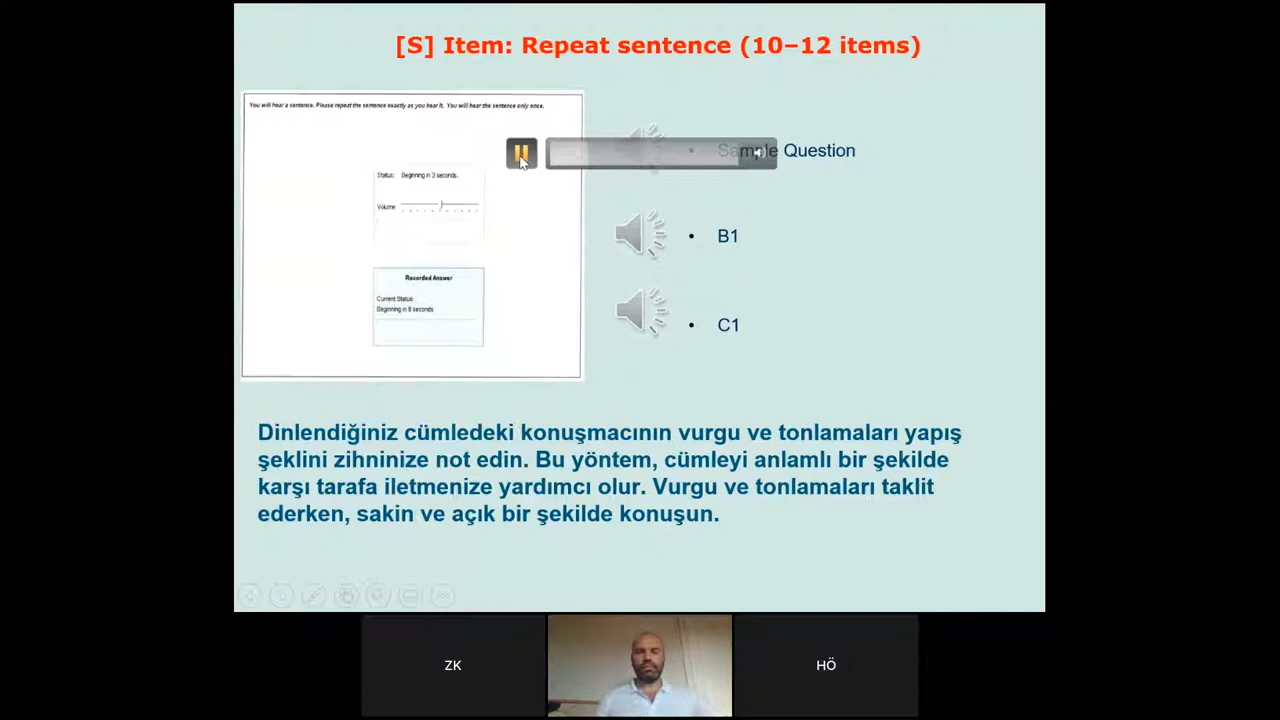 [S] Item: Repeat sentence (10–12 items)
You will hear a sentence. Please repeat the sentence exactly as you hear it. You will hear the sentence only once.
Status: Beginning in 3 seconds.
Volume
Recorded Answer
Current Status:
Beginning in 8 seconds.
• Sample Question
• B1
• C1
Dinlendiğiniz cümledeki konuşmacının vurgu ve tonlamaları yapış
şeklini zihninize not edin. Bu yöntem, cümleyi anlamlı bir şekilde
karşı tarafa iletmenize yardımcı olur. Vurgu ve tonlamaları taklit
ederken, sakin ve açık bir şekilde konuşun.
ZK
HÖ